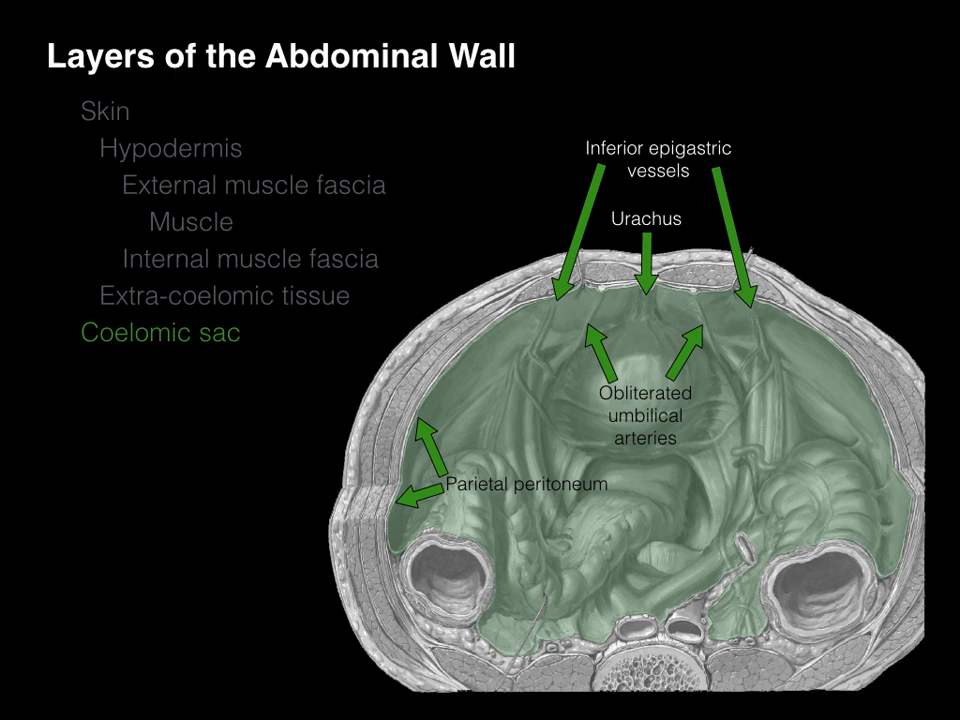 Layers of the Abdominal Wall
Skin
Hypodermis
External muscle fascia
Muscle
Internal muscle fascia
Extra-coelomic tissue
Coelomic sac
Inferior epigastric
vessels
Urachus
Obliterated
umbilical
arteries
Parietal peritoneum